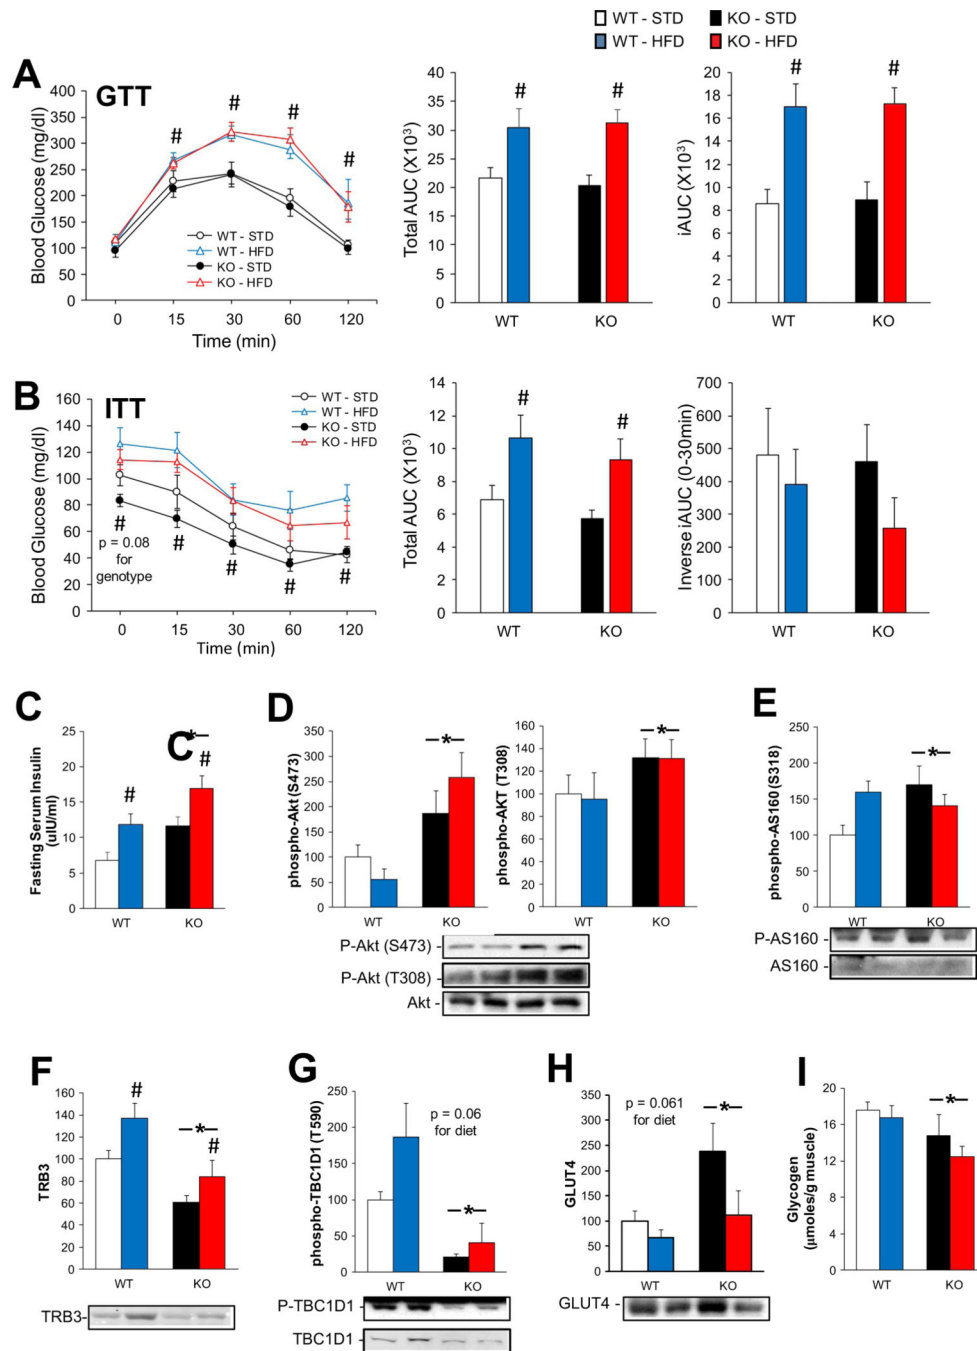 WT - STD
KO - STD
WT - HFD
KO - HFD
A
GTT
Blood Glucose (mg/dl)
400
350
300
250
200
150
100
50
0
#
#
#
#
WT - STD
WT - HFD
KO - STD
KO - HFD
0 15 30 60 120
Time (min)
Total AUC (X10³)
40
35
30
25
20
15
10
5
0
# #
WT KO
iAUC (X10³)
20
18
16
14
12
10
8
6
4
2
0
# #
WT KO
B
ITT
Blood Glucose (mg/dl)
160
140
120
100
80
60
40
20
0
WT - STD
WT - HFD
KO - STD
KO - HFD
#
p = 0.08
for
genotype
#
#
#
#
0 15 30 60 120
Time (min)
Total AUC (X10³)
14
12
10
8
6
4
2
0
# #
WT KO
Inverse iAUC (0-30min)
700
600
500
400
300
200
100
0
WT KO
C
C
Fasting Serum Insulin
(uIU/ml)
25
20
15
10
5
0
#
*
#
WT KO
D
phospho-Akt (S473)
350
300
250
200
150
100
50
0
*
WT KO
phospho-AKT (T308)
160
140
120
100
80
60
40
20
0
*
WT KO
P-Akt (S473)
P-Akt (T308) -
Akt -
E
phospho-AS160 (S318)
200
150
100
50
0
*
WT KO
P-AS160 -
AS160 -
F
TRB3
160
140
120
100
80
60
40
20
0
#
*
#
WT KO
TRB3-
G
phospho-TBC1D1 (T590)
250
200
150
100
50
0
p = 0.06
for diet
*
WT KO
P-TBC1D1
TBC1D1
H
GLUT4
350
300
250
200
150
100
50
0
p = 0.061
for diet
*
WT KO
GLUT4 -
I
Glycogen
(µmoles/g muscle)
20
16
12
8
4
0
*
WT KO